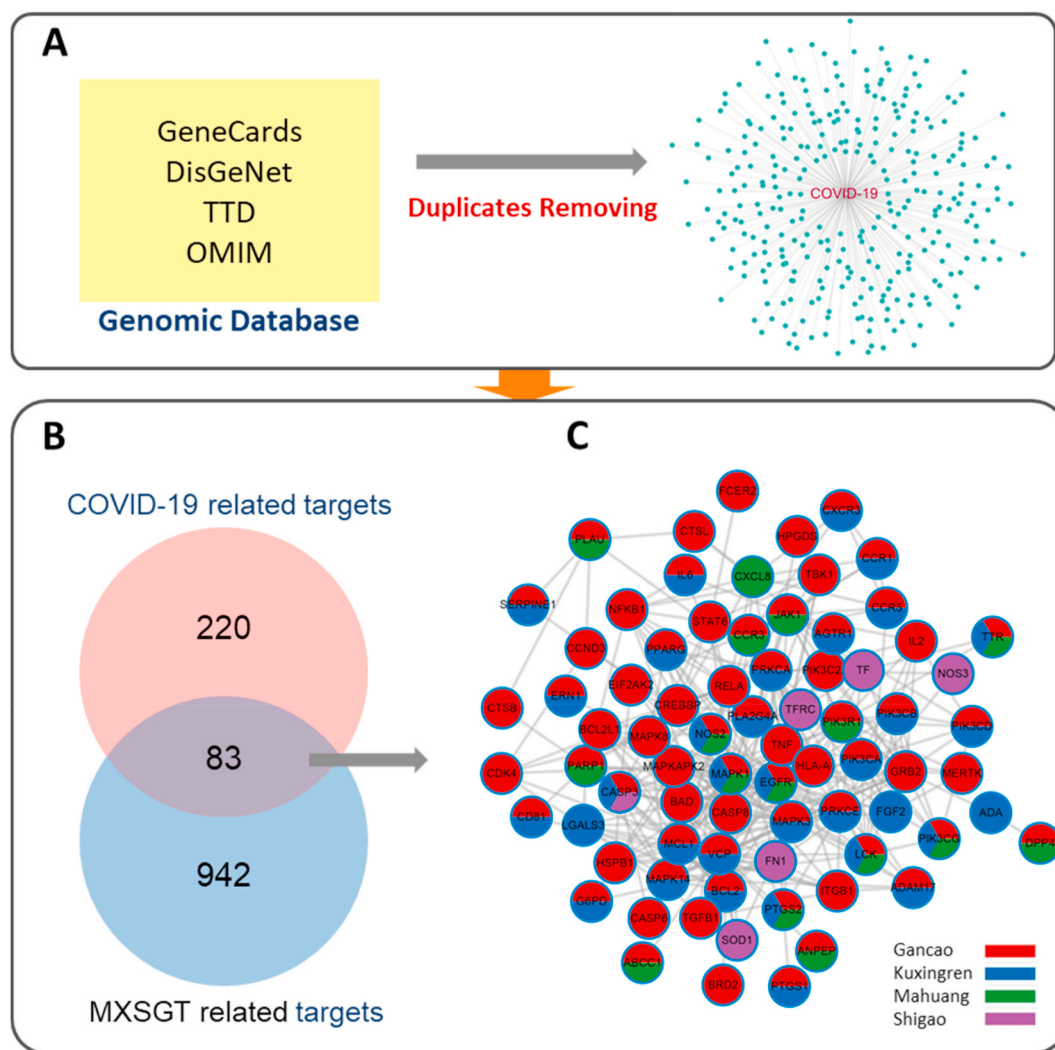 A
GeneCards
DisGeNet
TTD
OMIM
Genomic Database
Duplicates Removing
COVID-19
B
COVID-19 related targets
220
83
942
MXSGT related targets
C
FCER2
CXCR3
CTSL
HPGDS
PLAU
CCR1
IL6
CXCL8
TBK1
SERPINE1
NFKB1
STAT6
JAK1
CCR5
CCR3
AGTR1
IL2
TTR
CCND3
PPARG
PRKCA
PIK3C2
TF
NOS3
EIF2AK2
RELA
ERN1
CREBBP
PLA2G4A
TFRC
PIK3R1
PIK3CB
PIK3CD
CTSB
BCL2L1
MAPK8
NOS2
TNF
PIK3CA
CDK4
PARP1
MAPKAPK2
MAPK1
EGFR
HLA-A
GRB2
MERTK
CASP3
BAD
CASP8
MAPK3
PRKCE
FGF2
ADA
CD81
LGALS3
MCL1
VCP
PIK3CG
DPP4
HSPB1
FN1
LCK
MAPK14
BCL2
ITGB1
ADAM17
G6PD
CASP6
TGFB1
PTGS2
SOD1
ANPEP
ABCC1
BRD2
PTGS1
Gancao
Kuxingren
Mahuang
Shigao